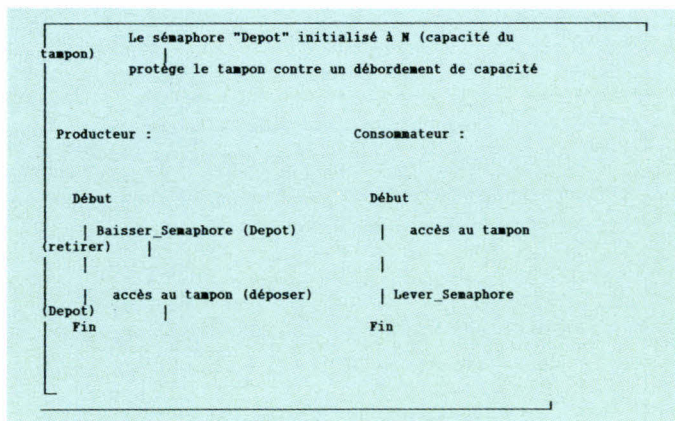 Le sémaphore "Depot" initialisé à N (capacité du
tampon)
protège le tampon contre un débordement de capacité
Producteur : Consommateur :
Début Début
| Baisser_Semaphore (Depot) | accès au tampon
(retirer) |
| |
| accès au tampon (déposer) | Lever_Semaphore
(Depot) |
Fin Fin